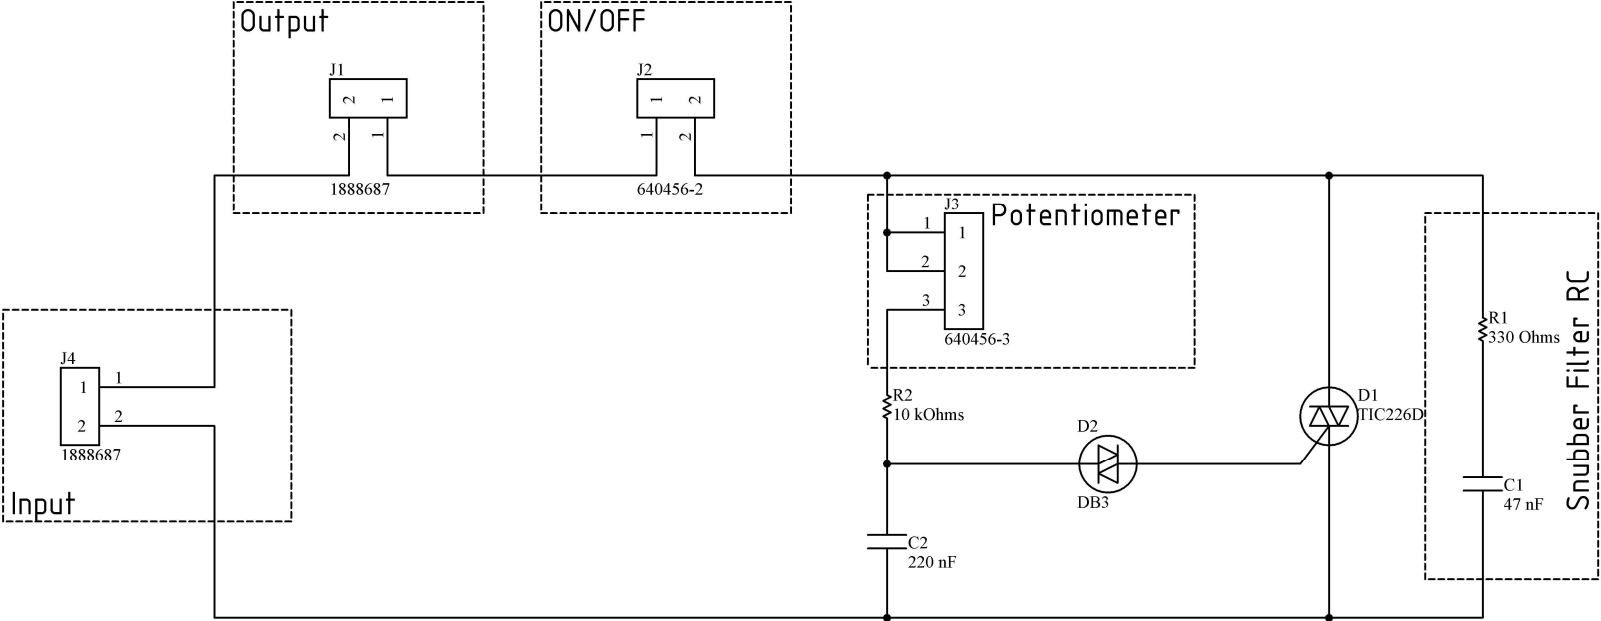 Output
J1
2 1
2 1
1888687
ON/OFF
J2
1 2
1 2
640456-2
J3
Potentiometer
1 1
2 2
3 3
640456-3
J4
1 1
2 2
1888687
Input
R2
10 kOhms
D2
DB3
C2
220 nF
D1
TIC226D
R1
330 Ohms
C1
47 nF
Snubber Filter RC